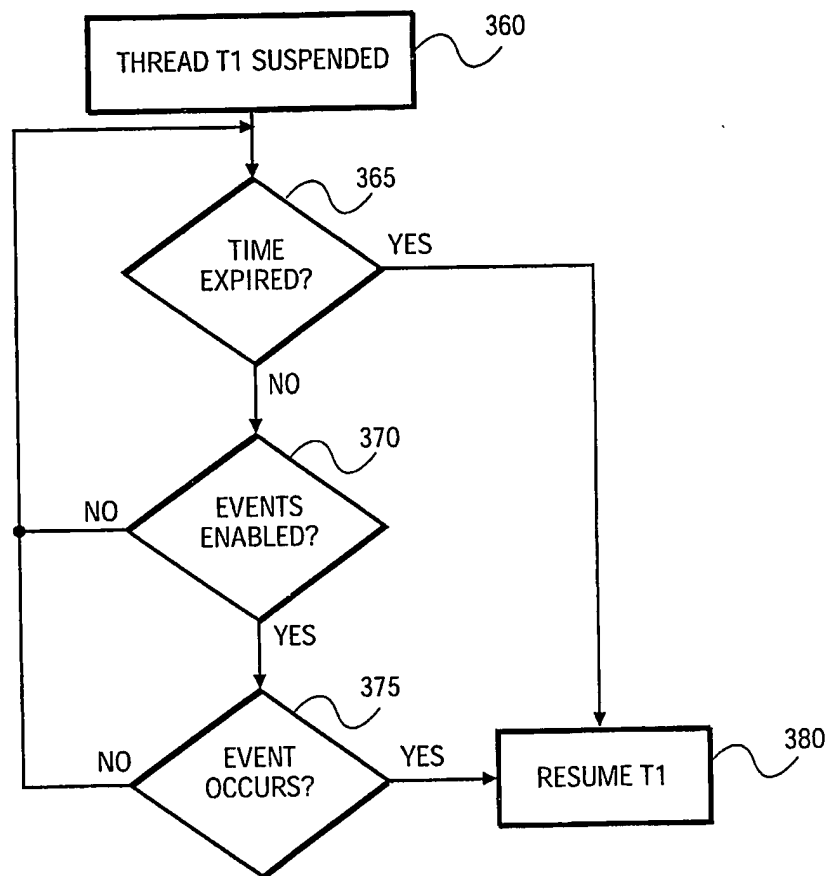 360
THREAD T1 SUSPENDED
365
TIME
EXPIRED?
YES
NO
370
EVENTS
ENABLED?
NO
YES
375
EVENT
OCCURS?
NO
YES
RESUME T1
380